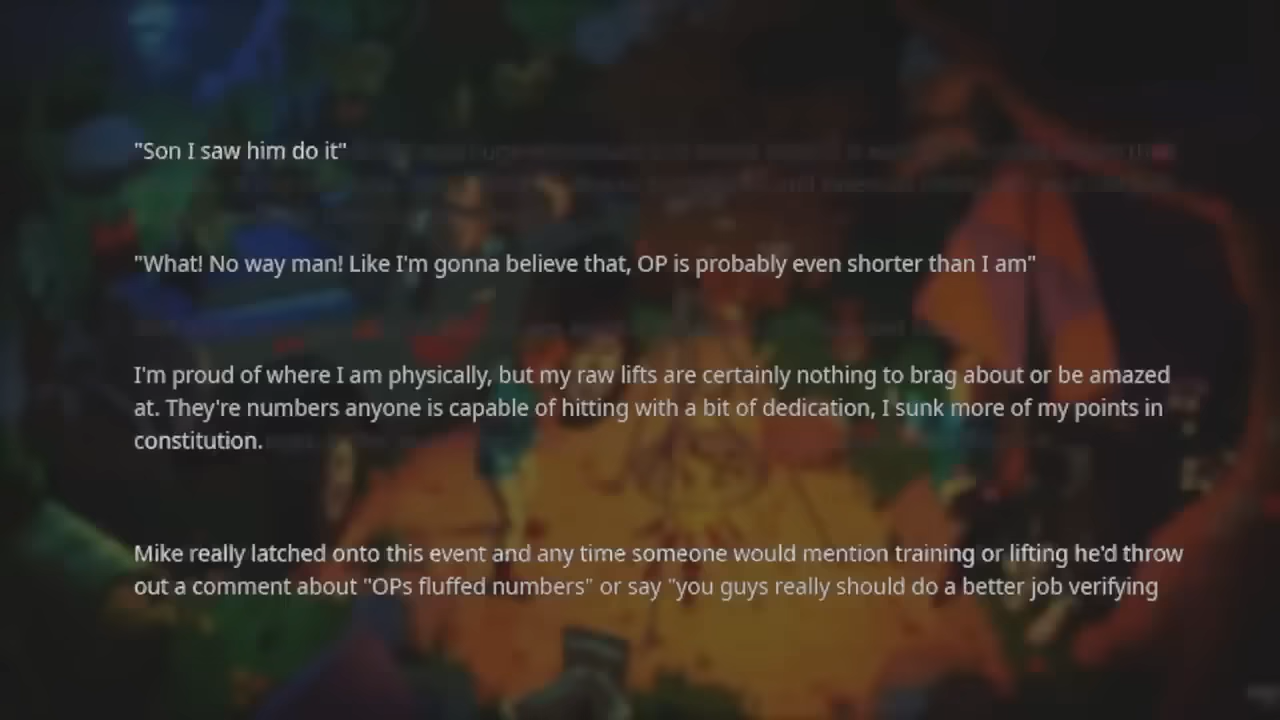 "Son I saw him do it"
"What! No way man! Like I'm gonna believe that, OP is probably even shorter than I am"
I'm proud of where I am physically, but my raw lifts are certainly nothing to brag about or be amazed
at. They're numbers anyone is capable of hitting with a bit of dedication, I sunk more of my points in
constitution.
Mike really latched onto this event and any time someone would mention training or lifting he'd throw
out a comment about "OPs fluffed numbers" or say "you guys really should do a better job verifying